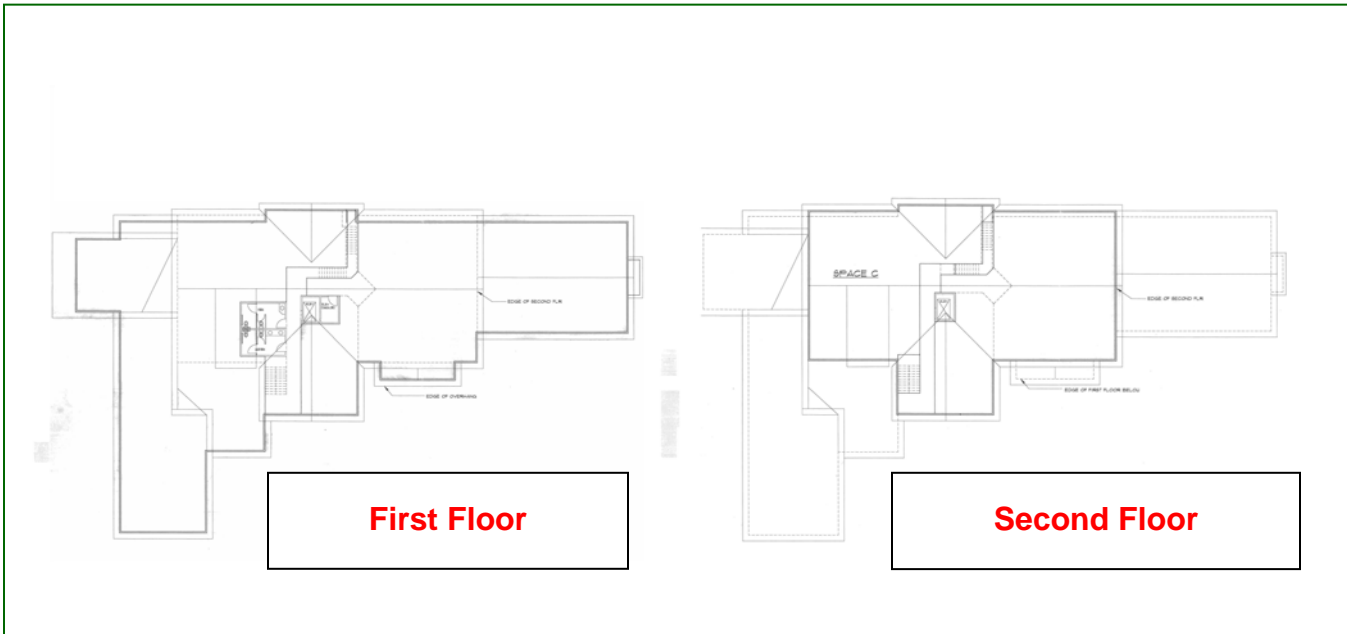 EDGE OF SECOND FLR.
EDGE OF OVERHANG
First Floor
SPACE C
EDGE OF SECOND FLR.
EDGE OF FIRST FLOOR BELOW
Second Floor